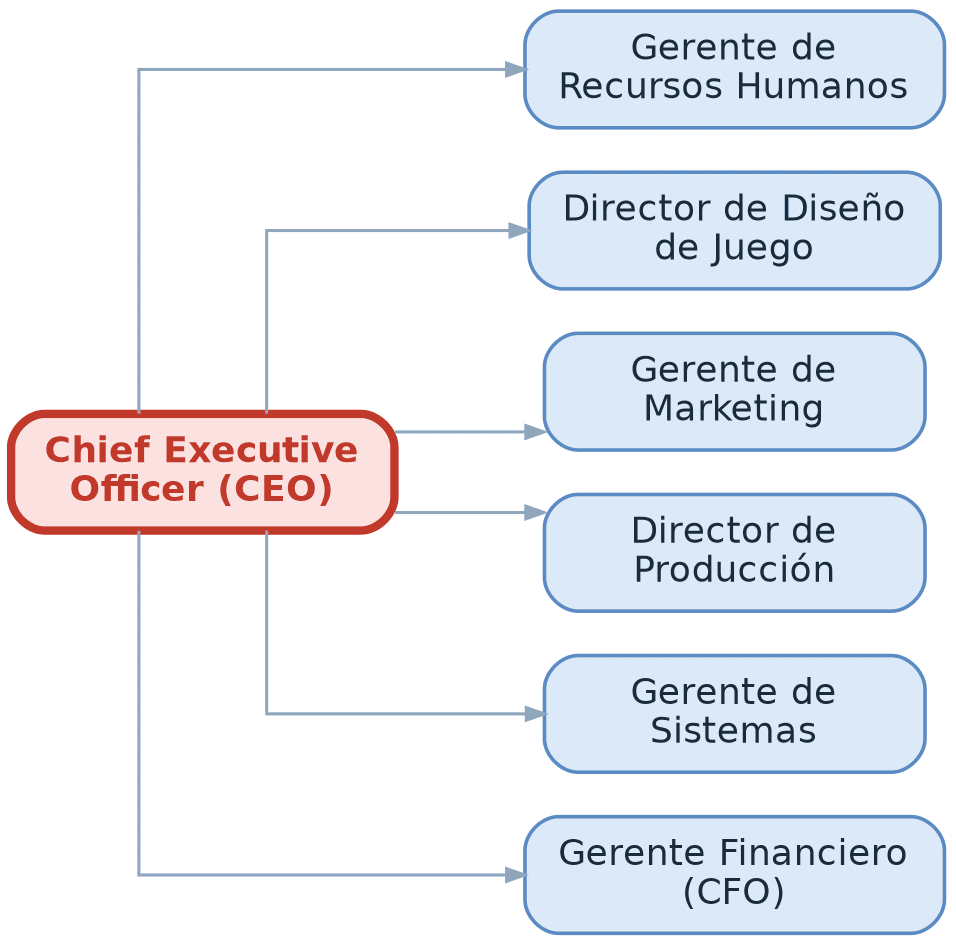 Gerente de
Recursos Humanos
Director de Diseño
de Juego
Gerente de
Marketing
Chief Executive
Officer (CEO)
Director de
Producción
Gerente de
Sistemas
Gerente Financiero
(CFO)